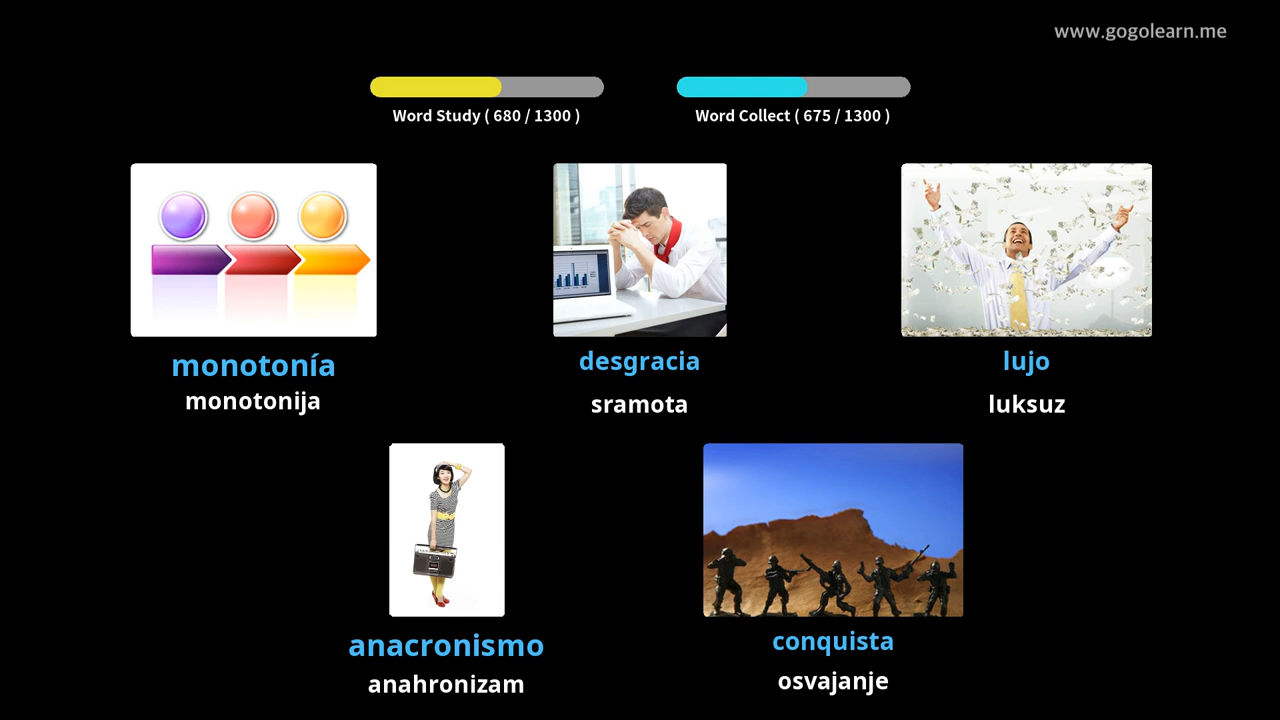 www.gogolearn.me
Word Study ( 680 / 1300 )
Word Collect ( 675 / 1300 )
monotonía
monotonija
desgracia
sramota
lujo
luksuz
anacronismo
anahronizam
conquista
osvajanje